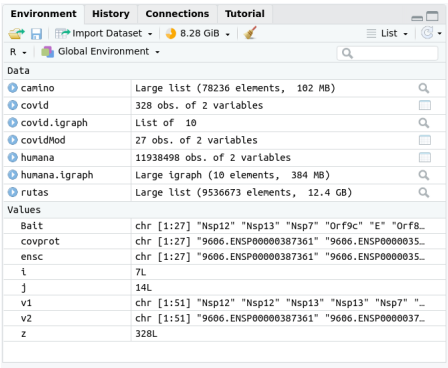 Environment History Connections Tutorial
Import Dataset 8.28 GiB List
R Global Environment
Data
camino Large list (78236 elements, 102 MB)
covid 328 obs. of 2 variables
covid.igraph List of 10
covidMod 27 obs. of 2 variables
humana 11938498 obs. of 2 variables
humana.igraph Large igraph (10 elements, 384 MB)
rutas Large list (9536673 elements, 12.4 GB)
Values
Bait chr [1:27] "Nsp12" "Nsp13" "Nsp7" "Orf9c" "E" "Orf8…
covprot chr [1:27] "9606.ENSP00000387361" "9606.ENSP0000035…
ensc chr [1:27] "9606.ENSP00000387361" "9606.ENSP0000035…
i 7L
j 14L
v1 chr [1:51] "Nsp12" "Nsp12" "Nsp13" "Nsp13" "Nsp7" "…
v2 chr [1:51] "9606.ENSP00000387361" "9606.ENSP0000037…
z 328L